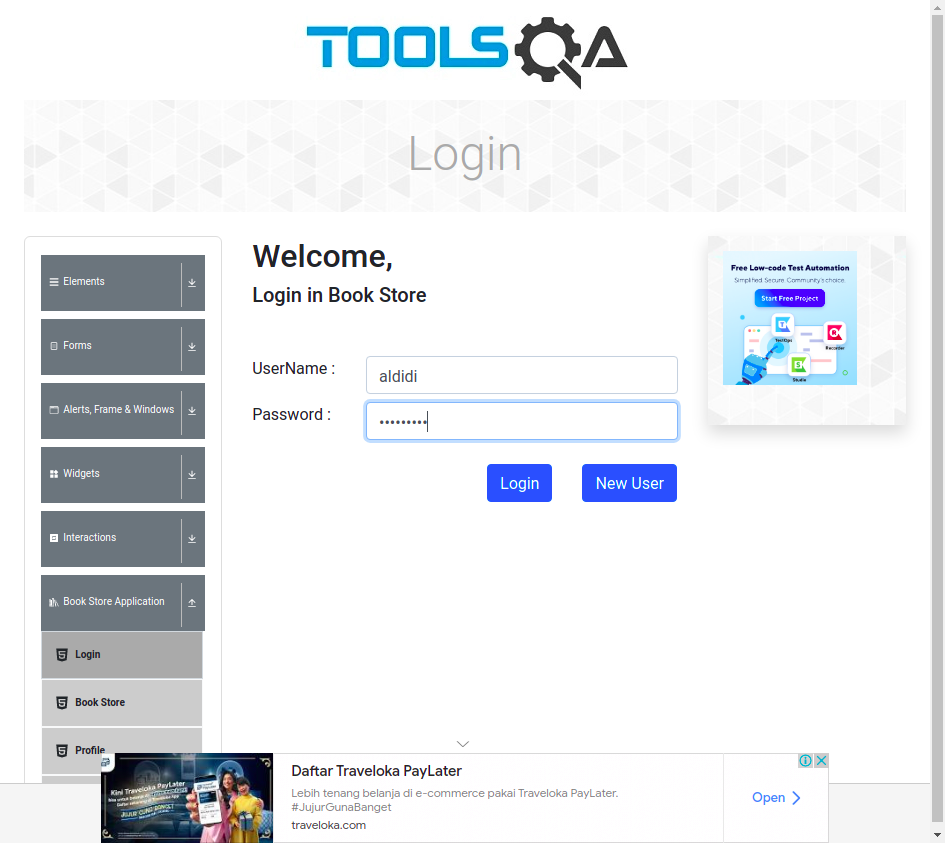 TOOLSQA
Login
Elements
Forms
Alerts, Frame & Windows
Widgets
Interactions
Book Store Application
Login
Book Store
Profile
Welcome,
Login in Book Store
UserName :
aldidi
Password :
•••••••••
Login
New User
Free Low-code Test Automation
Simplified. Secure. Community's choice.
Start Free Project
TestOps
Recorder
Studio
Kini Traveloka PayLater
JUJUR GUNA BANGET
Daftar Traveloka PayLater
Lebih tenang belanja di e-commerce pakai Traveloka PayLater.
#JujurGunaBanget
traveloka.com
Open